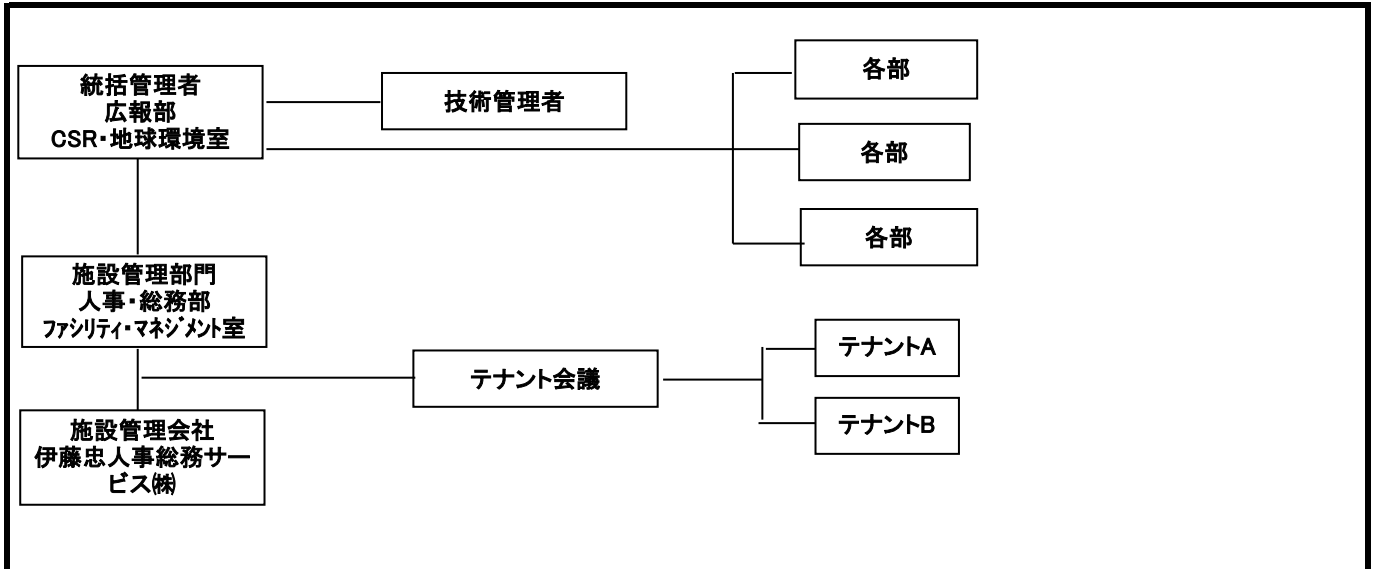 統括管理者
広報部
CSR・地球環境室
技術管理者
各部
各部
各部
施設管理部門
人事・総務部
ファシリティ・マネジメント室
テナント会議
テナントA
テナントB
施設管理会社
伊藤忠人事総務サー
ビス㈱